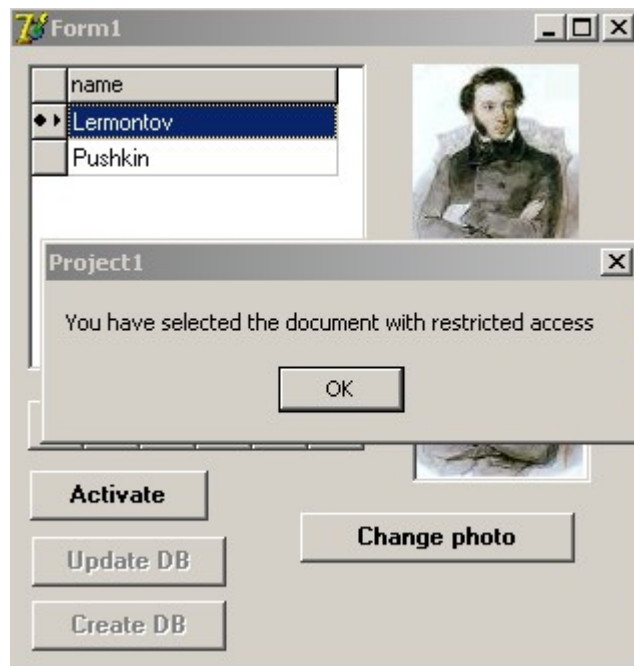 Form1
name
Lermontov
Pushkin
Project1
You have selected the document with restricted access
OK
Activate
Change photo
Update DB
Create DB